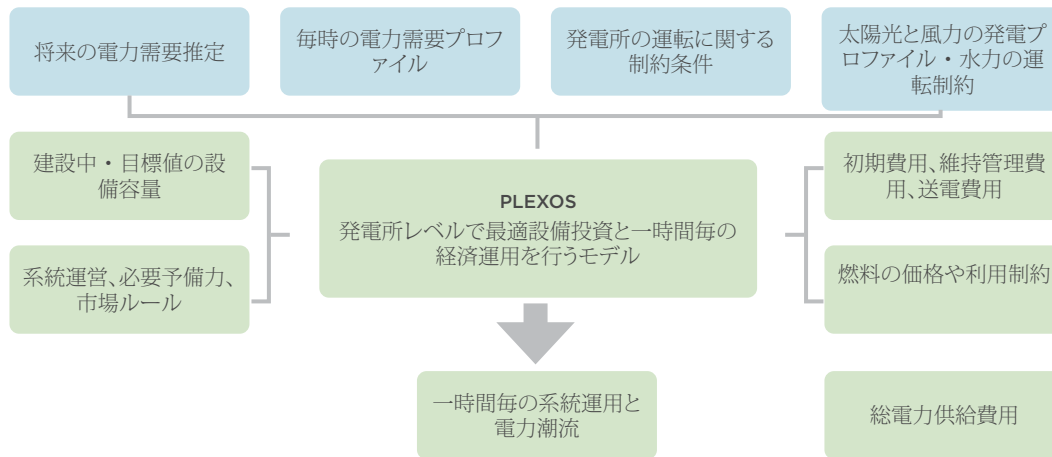 将来の電力需要推定
毎時の電力需要プロフ
ァイル
発電所の運転に関する
制約条件
太陽光と風力の発電プ
ロファイル・水力の運
転制約
建設中・目標値の設
備容量
系統運営、必要予備力、
市場ルール
PLEXOS
発電所レベルで最適設備投資と一時間毎の
経済運用を行うモデル
初期費用、維持管理費
用、送電費用
燃料の価格や利用制約
一時間毎の系統運用と
電力潮流
総電力供給費用